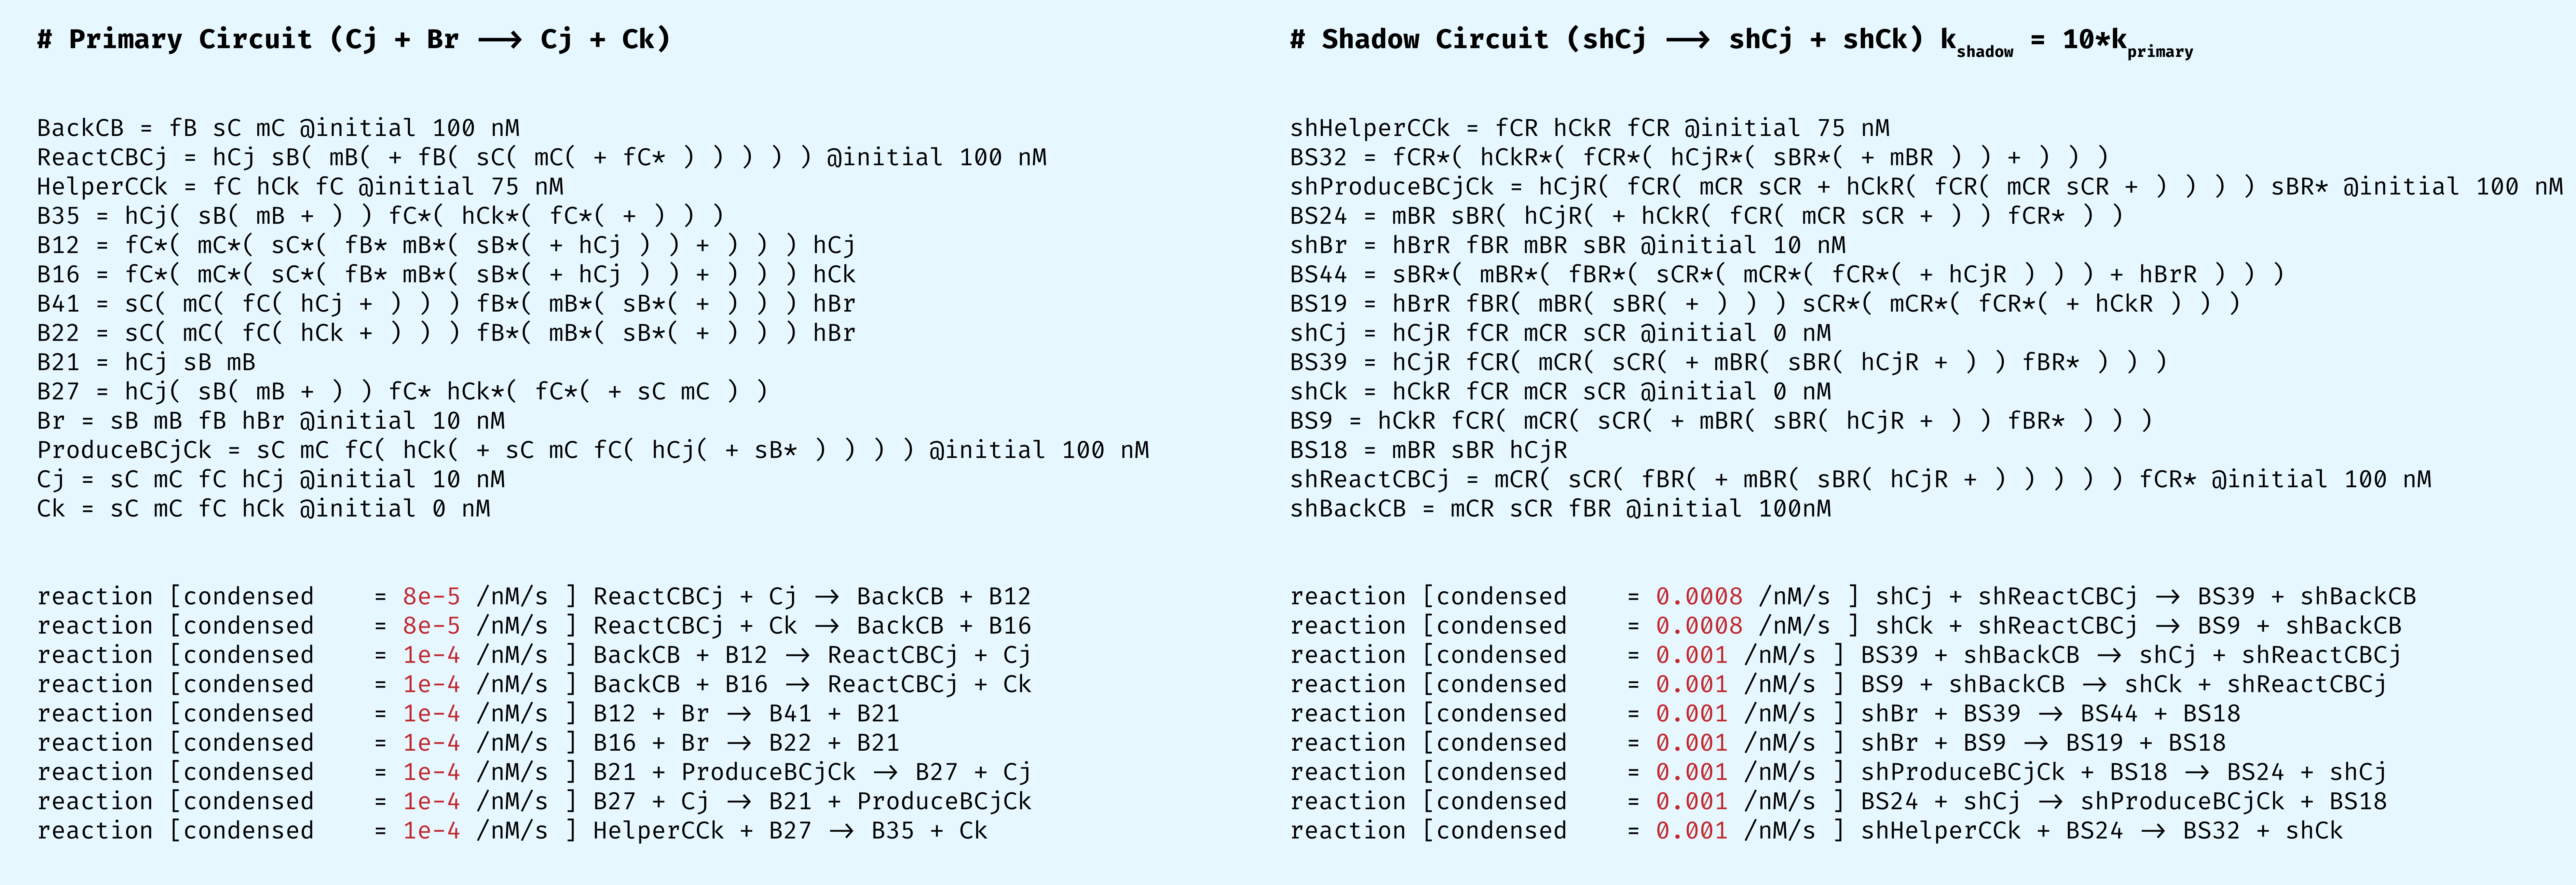 # Primary Circuit (Cj + Br ⟶ Cj + Ck)
BackCB = fB sC mC @initial 100 nM
ReactCBCj = hCj sB( mB( + fB( sC( mC( + fC* ) ) ) ) ) @initial 100 nM
HelperCCk = fC hCk fC @initial 75 nM
B35 = hCj( sB( mB + ) ) fC*( hCk*( fC*( + ) ) )
B12 = fC*( mC*( sC*( fB* mB*( sB*( + hCj ) ) + ) ) ) hCj
B16 = fC*( mC*( sC*( fB* mB*( sB*( + hCj ) ) + ) ) ) hCk
B41 = sC( mC( fC( hCj + ) ) ) fB*( mB*( sB*( + ) ) ) hBr
B22 = sC( mC( fC( hCk + ) ) ) fB*( mB*( sB*( + ) ) ) hBr
B21 = hCj sB mB
B27 = hCj( sB( mB + ) ) fC* hCk*( fC*( + sC mC ) )
Br = sB mB fB hBr @initial 10 nM
ProduceBCjCk = sC mC fC( hCk( + sC mC fC( hCj( + sB* ) ) ) ) @initial 100 nM
Cj = sC mC fC hCj @initial 10 nM
Ck = sC mC fC hCk @initial 0 nM
reaction [condensed = 8e-5 /nM/s ] ReactCBCj + Cj → BackCB + B12
reaction [condensed = 8e-5 /nM/s ] ReactCBCj + Ck → BackCB + B16
reaction [condensed = 1e-4 /nM/s ] BackCB + B12 → ReactCBCj + Cj
reaction [condensed = 1e-4 /nM/s ] BackCB + B16 → ReactCBCj + Ck
reaction [condensed = 1e-4 /nM/s ] B12 + Br → B41 + B21
reaction [condensed = 1e-4 /nM/s ] B16 + Br → B22 + B21
reaction [condensed = 1e-4 /nM/s ] B21 + ProduceBCjCk → B27 + Cj
reaction [condensed = 1e-4 /nM/s ] B27 + Cj → B21 + ProduceBCjCk
reaction [condensed = 1e-4 /nM/s ] HelperCCk + B27 → B35 + Ck
# Shadow Circuit (shCj ⟶ shCj + shCk) kshadow = 10*kprimary
shHelperCCk = fCR hCkR fCR @initial 75 nM
BS32 = fCR*( hCkR*( fCR*( hCjR*( sBR*( + mBR ) ) + ) ) )
shProduceBCjCk = hCjR( fCR( mCR sCR + hCkR( fCR( mCR sCR + ) ) ) ) sBR* @initial 100 nM
BS24 = mBR sBR( hCjR( + hCkR( fCR( mCR sCR + ) ) fCR* ) )
shBr = hBrR fBR mBR sBR @initial 10 nM
BS44 = sBR*( mBR*( fBR*( sCR*( mCR*( fCR*( + hCjR ) ) ) + hBrR ) ) )
BS19 = hBrR fBR( mBR( sBR( + ) ) ) sCR*( mCR*( fCR*( + hCkR ) ) )
shCj = hCjR fCR mCR sCR @initial 0 nM
BS39 = hCjR fCR( mCR( sCR( + mBR( sBR( hCjR + ) ) fBR* ) ) )
shCk = hCkR fCR mCR sCR @initial 0 nM
BS9 = hCkR fCR( mCR( sCR( + mBR( sBR( hCjR + ) ) fBR* ) ) )
BS18 = mBR sBR hCjR
shReactCBCj = mCR( sCR( fBR( + mBR( sBR( hCjR + ) ) ) ) ) fCR* @initial 100 nM
shBackCB = mCR sCR fBR @initial 100nM
reaction [condensed = 0.0008 /nM/s ] shCj + shReactCBCj → BS39 + shBackCB
reaction [condensed = 0.0008 /nM/s ] shCk + shReactCBCj → BS9 + shBackCB
reaction [condensed = 0.001 /nM/s ] BS39 + shBackCB → shCj + shReactCBCj
reaction [condensed = 0.001 /nM/s ] BS9 + shBackCB → shCk + shReactCBCj
reaction [condensed = 0.001 /nM/s ] shBr + BS39 → BS44 + BS18
reaction [condensed = 0.001 /nM/s ] shBr + BS9 → BS19 + BS18
reaction [condensed = 0.001 /nM/s ] shProduceBCjCk + BS18 → BS24 + shCj
reaction [condensed = 0.001 /nM/s ] BS24 + shCj → shProduceBCjCk + BS18
reaction [condensed = 0.001 /nM/s ] shHelperCCk + BS24 → BS32 + shCk